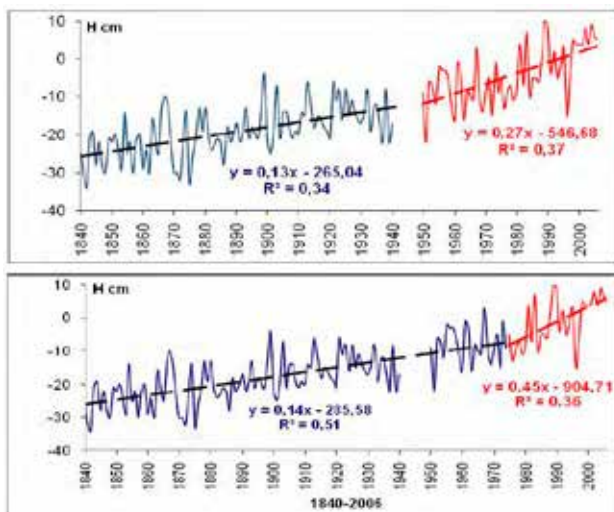 H cm
10
0
-10
-20
-30
-40
y = 0,13x - 265,04
R² = 0,34
y = 0,27x - 546,68
R² = 0,37
1840 1850 1860 1870 1880 1890 1900 1910 1920 1930 1940 1950 1960 1970 1980 1990 2000
H cm
10
0
-10
-20
-30
-40
y = 0,14x - 285,58
R² = 0,51
y = 0,45x - 904,71
R² = 0,36
1840 1850 1860 1870 1880 1890 1900 1910 1920 1930 1940 1950 1960 1970 1980 1990 2000
1840-2006